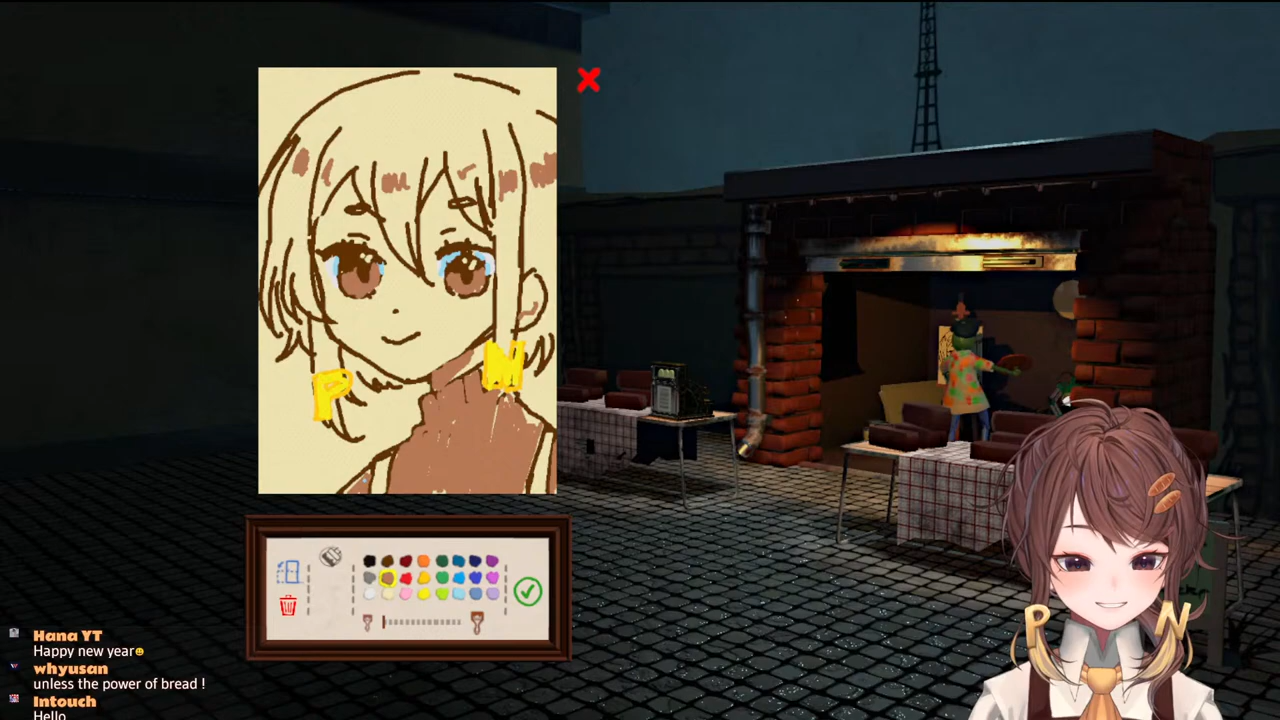 P N
Hana YT
Happy new year
whyusan
unless the power of bread !
Intouch
Hello
P N